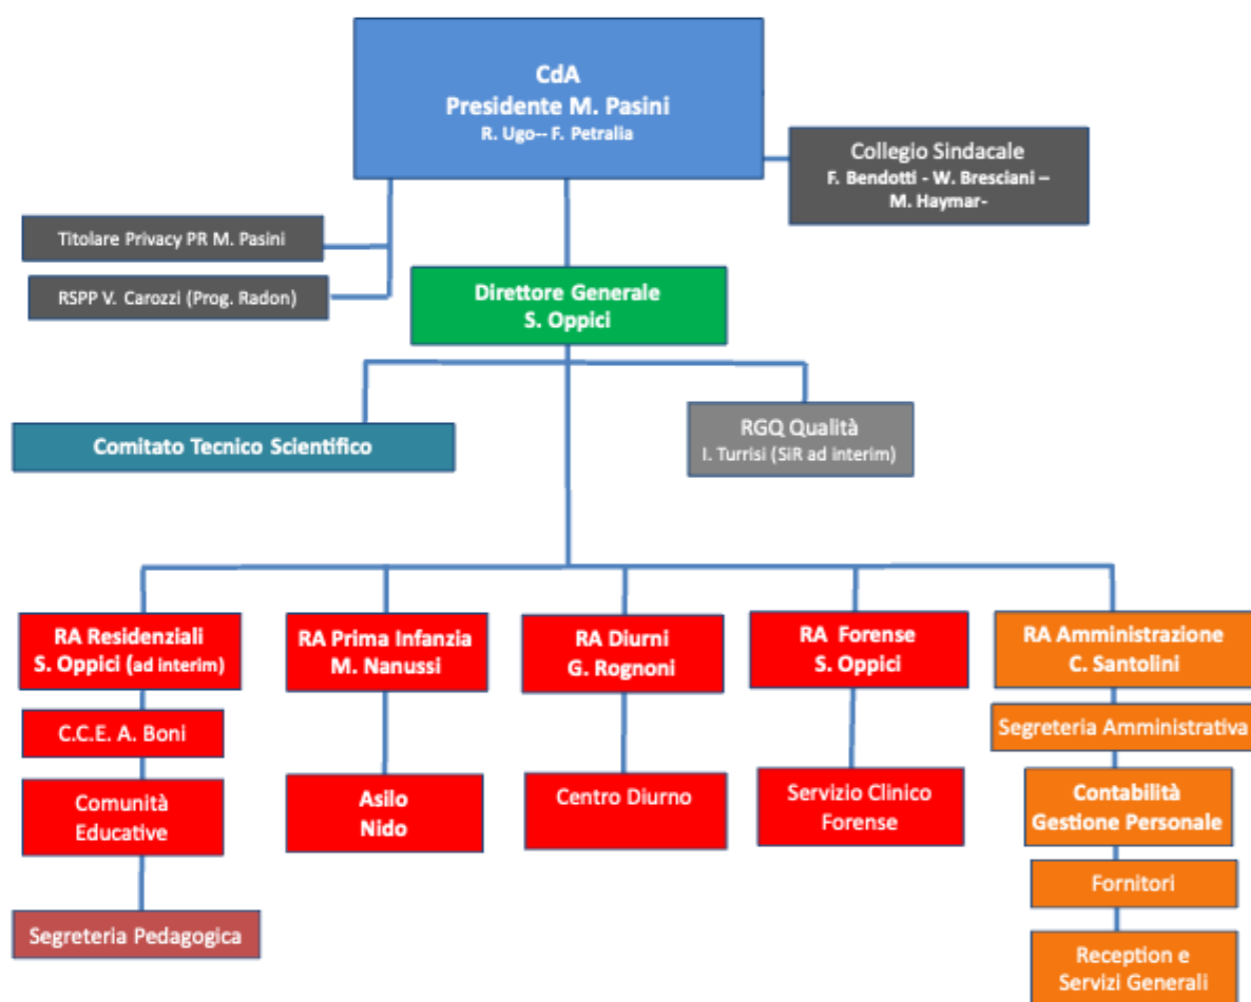 CdA
Presidente M. Pasini
R. Ugo-- F. Petralia
Collegio Sindacale
F. Bendotti - W. Bresciani –
M. Haymar-
Titolare Privacy PR M. Pasini
RSPP V. Carozzi (Prog. Radon)
Direttore Generale
S. Oppici
Comitato Tecnico Scientifico
RGQ Qualità
I. Turrisi (SiR ad interim)
RA Residenziali
S. Oppici (ad interim)
C.C.E. A. Boni
Comunità
Educative
Segreteria Pedagogica
RA Prima Infanzia
M. Nanussi
Asilo
Nido
RA Diurni
G. Rognoni
Centro Diurno
RA Forense
S. Oppici
Servizio Clinico
Forense
RA Amministrazione
C. Santolini
Segreteria Amministrativa
Contabilità
Gestione Personale
Fornitori
Reception e
Servizi Generali